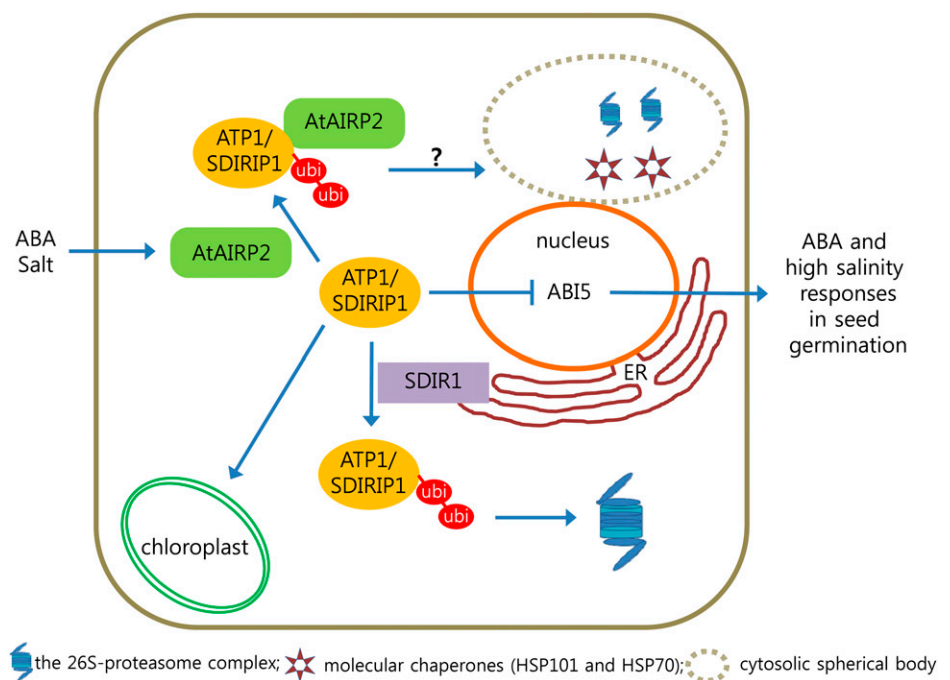 AtAIRP2
ATP1/
SDIRIP1
ubi
ubi
?
ABA
Salt
AtAIRP2
nucleus
ATP1/
SDIRIP1
ABI5
ABA and
high salinity
responses
in seed
germination
SDIR1
ER
ATP1/
SDIRIP1
ubi
ubi
chloroplast
the 26S-proteasome complex; molecular chaperones (HSP101 and HSP70); cytosolic spherical body